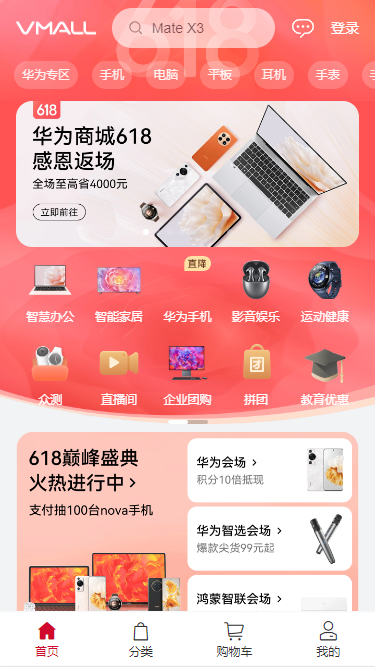 VMALL
Mate X3
登录
618
华为专区
手机
电脑
平板
耳机
手表
618
华为商城618
感恩返场
全场至高省4000元
立即前往
直降
智慧办公
智能家居
华为手机
影音娱乐
运动健康
众测
直播间
企业团购
拼团
教育优惠
618巅峰盛典
火热进行中
支付抽100台nova手机
华为会场
积分10倍抵现
华为智选会场
爆款尖货99元起
鸿蒙智联会场
首页
分类
购物车
我的